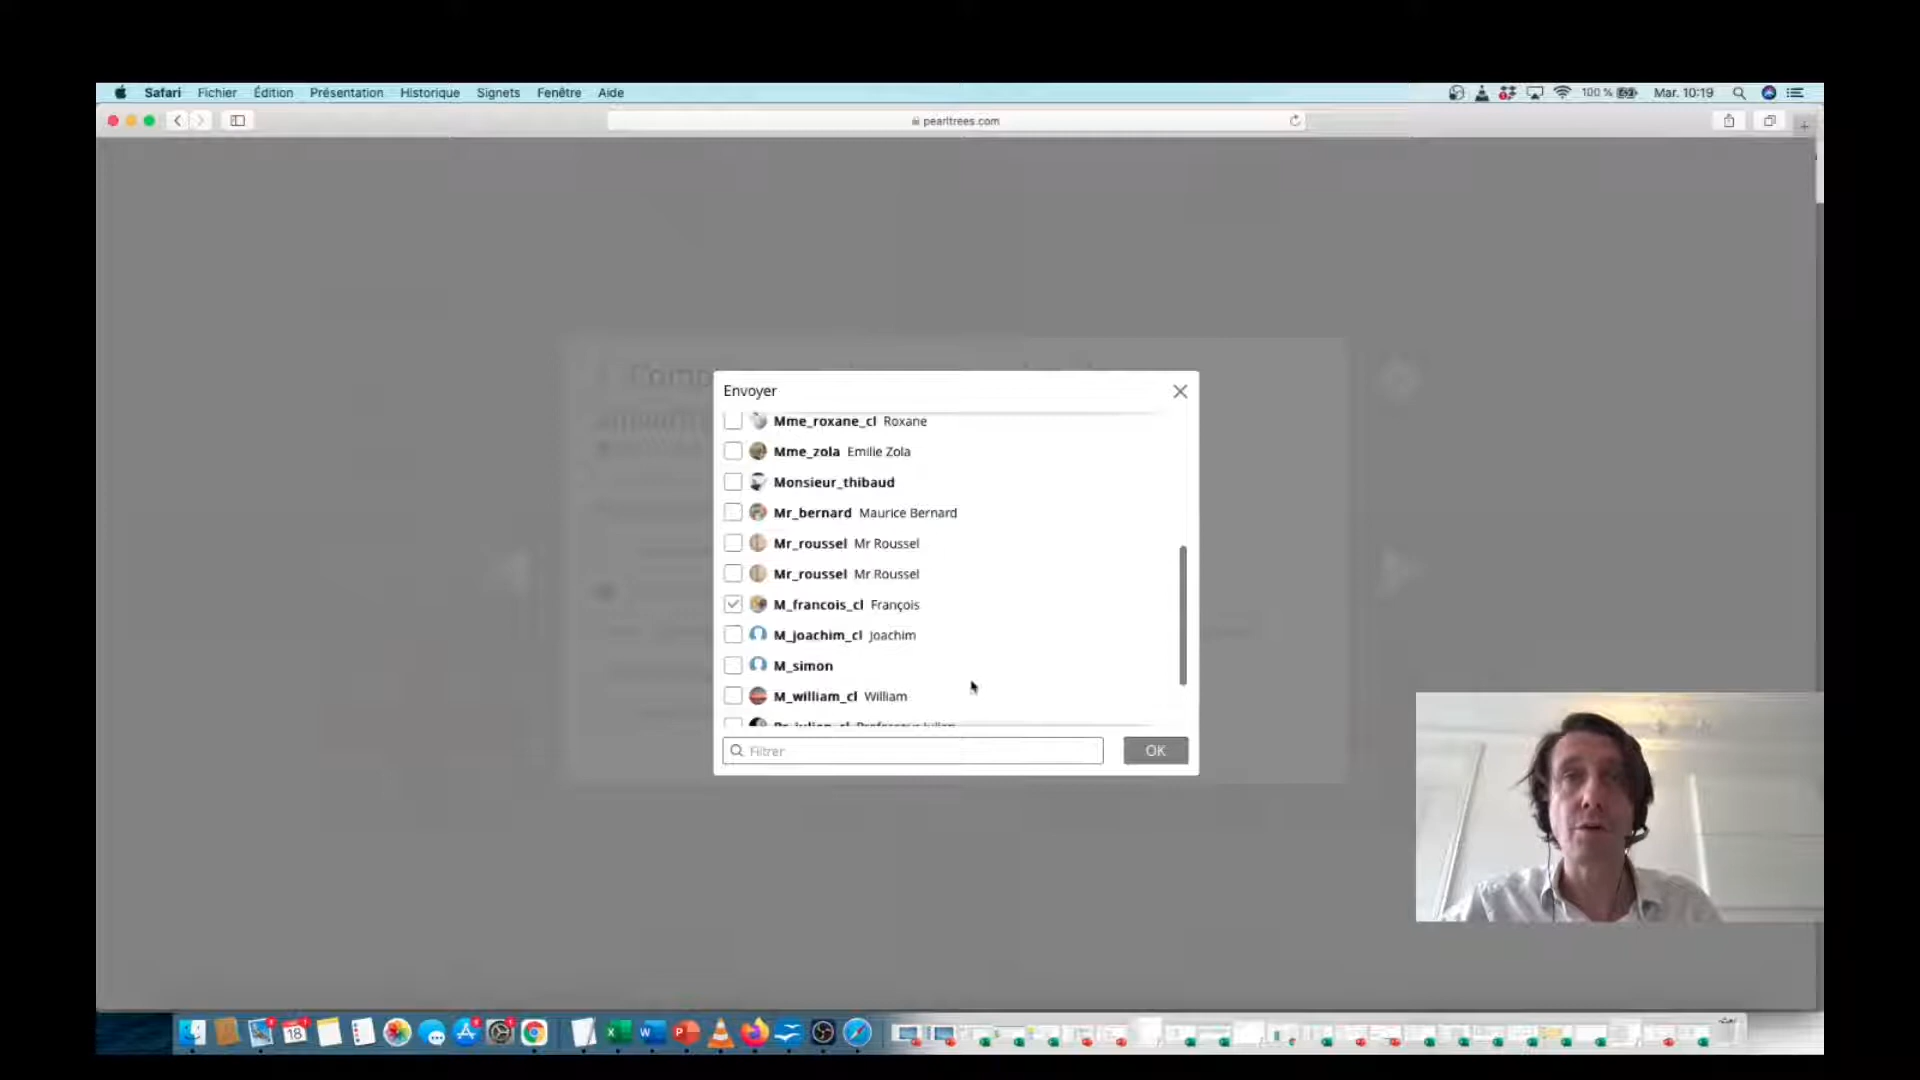 Safari Fichier Édition Présentation Historique Signets Fenêtre Aide
100 % Mar. 10:19
pearltrees.com
Envoyer
Mme_roxane_cl Roxane
Mme_zola Emilie Zola
Monsieur_thibaud
Mr_bernard Maurice Bernard
Mr_roussel Mr Roussel
Mr_roussel Mr Roussel
M_francois_cl François
M_joachim_cl Joachim
M_simon
M_william_cl William
Filtrer
OK
18